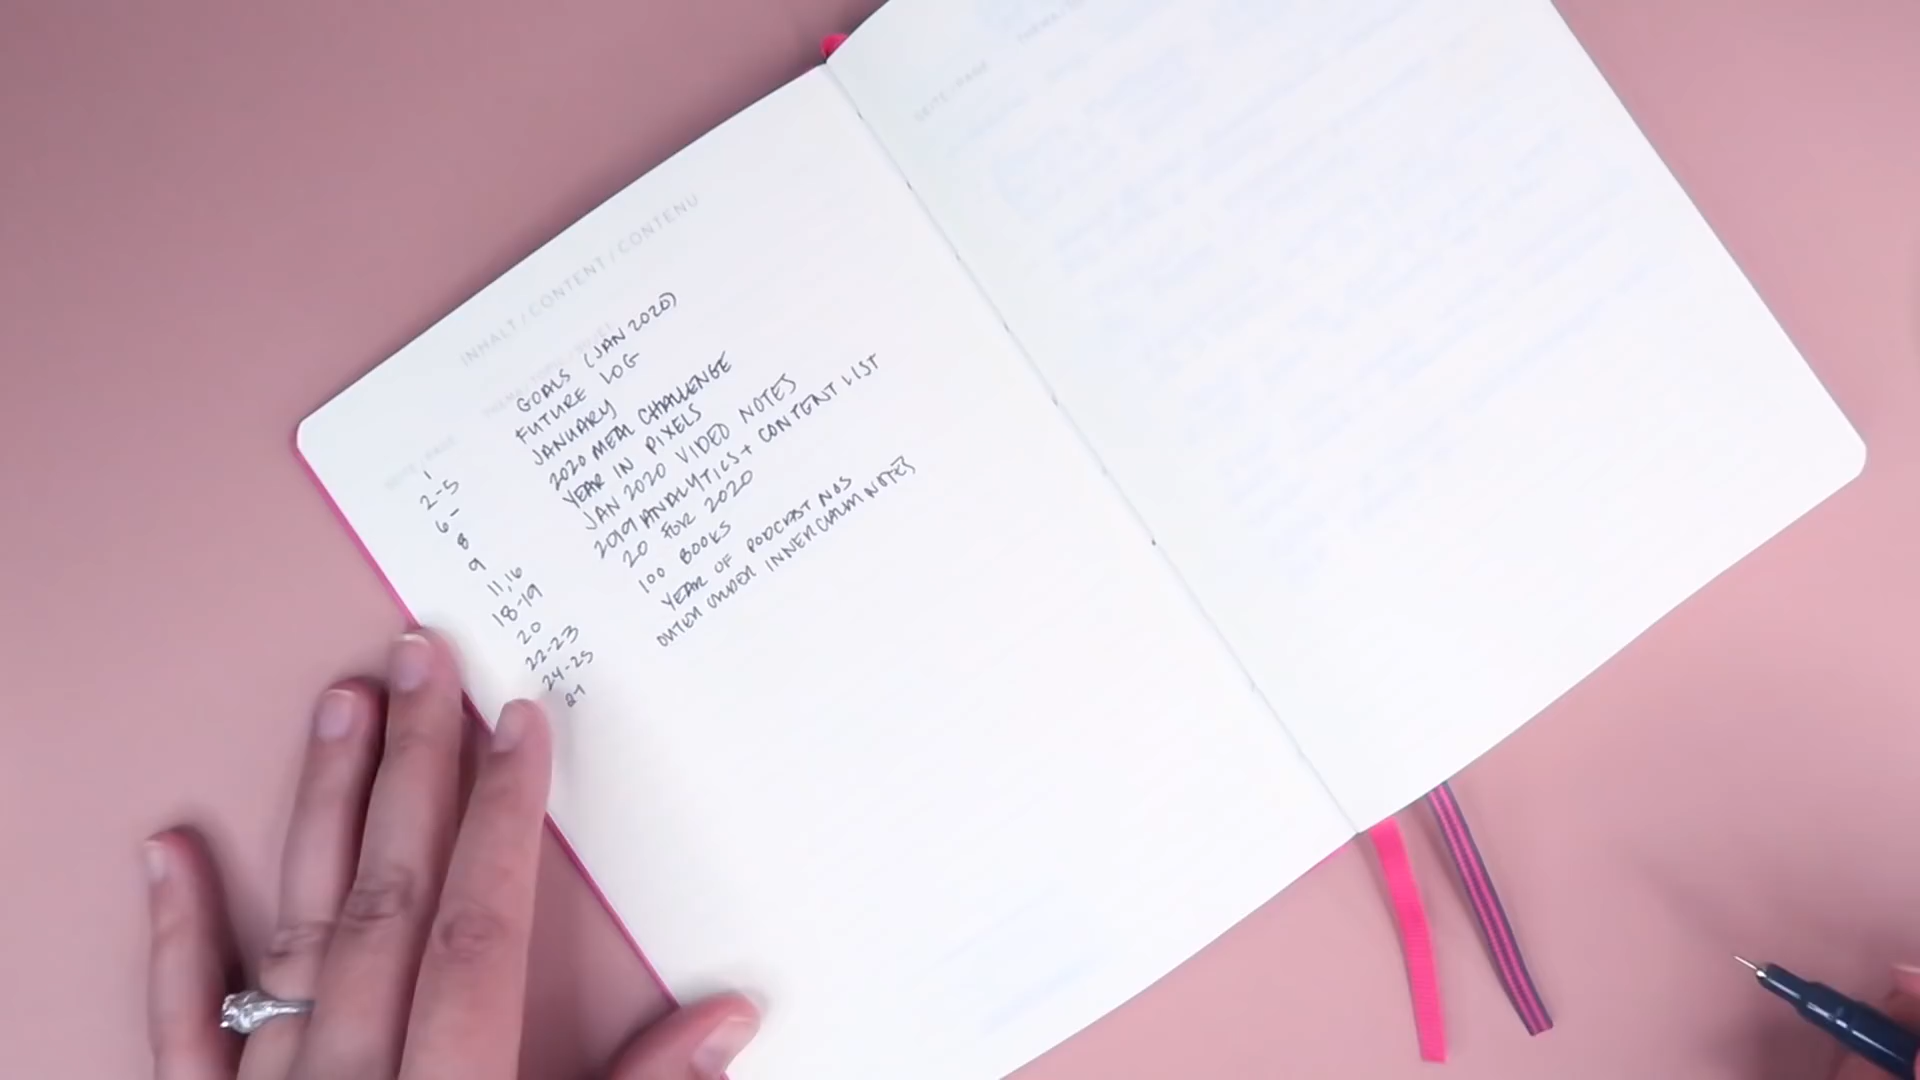 INHALT / CONTENT / CONTENU
1 GOALS (JAN 2020)
2-5 FUTURE LOG
6- JANUARY
8 2020 MEAL CHALLENGE
9 YEAR IN PIXELS
11,16 JAN 2020 VIDEO NOTES
18-19 2019 ANALYTICS + CONTENT LIST
20 20 FOR 2020
22-23 100 BOOKS
24-25 YEAR OF PODCAST NOS
OUTER ORDER INNER CALM NOTES